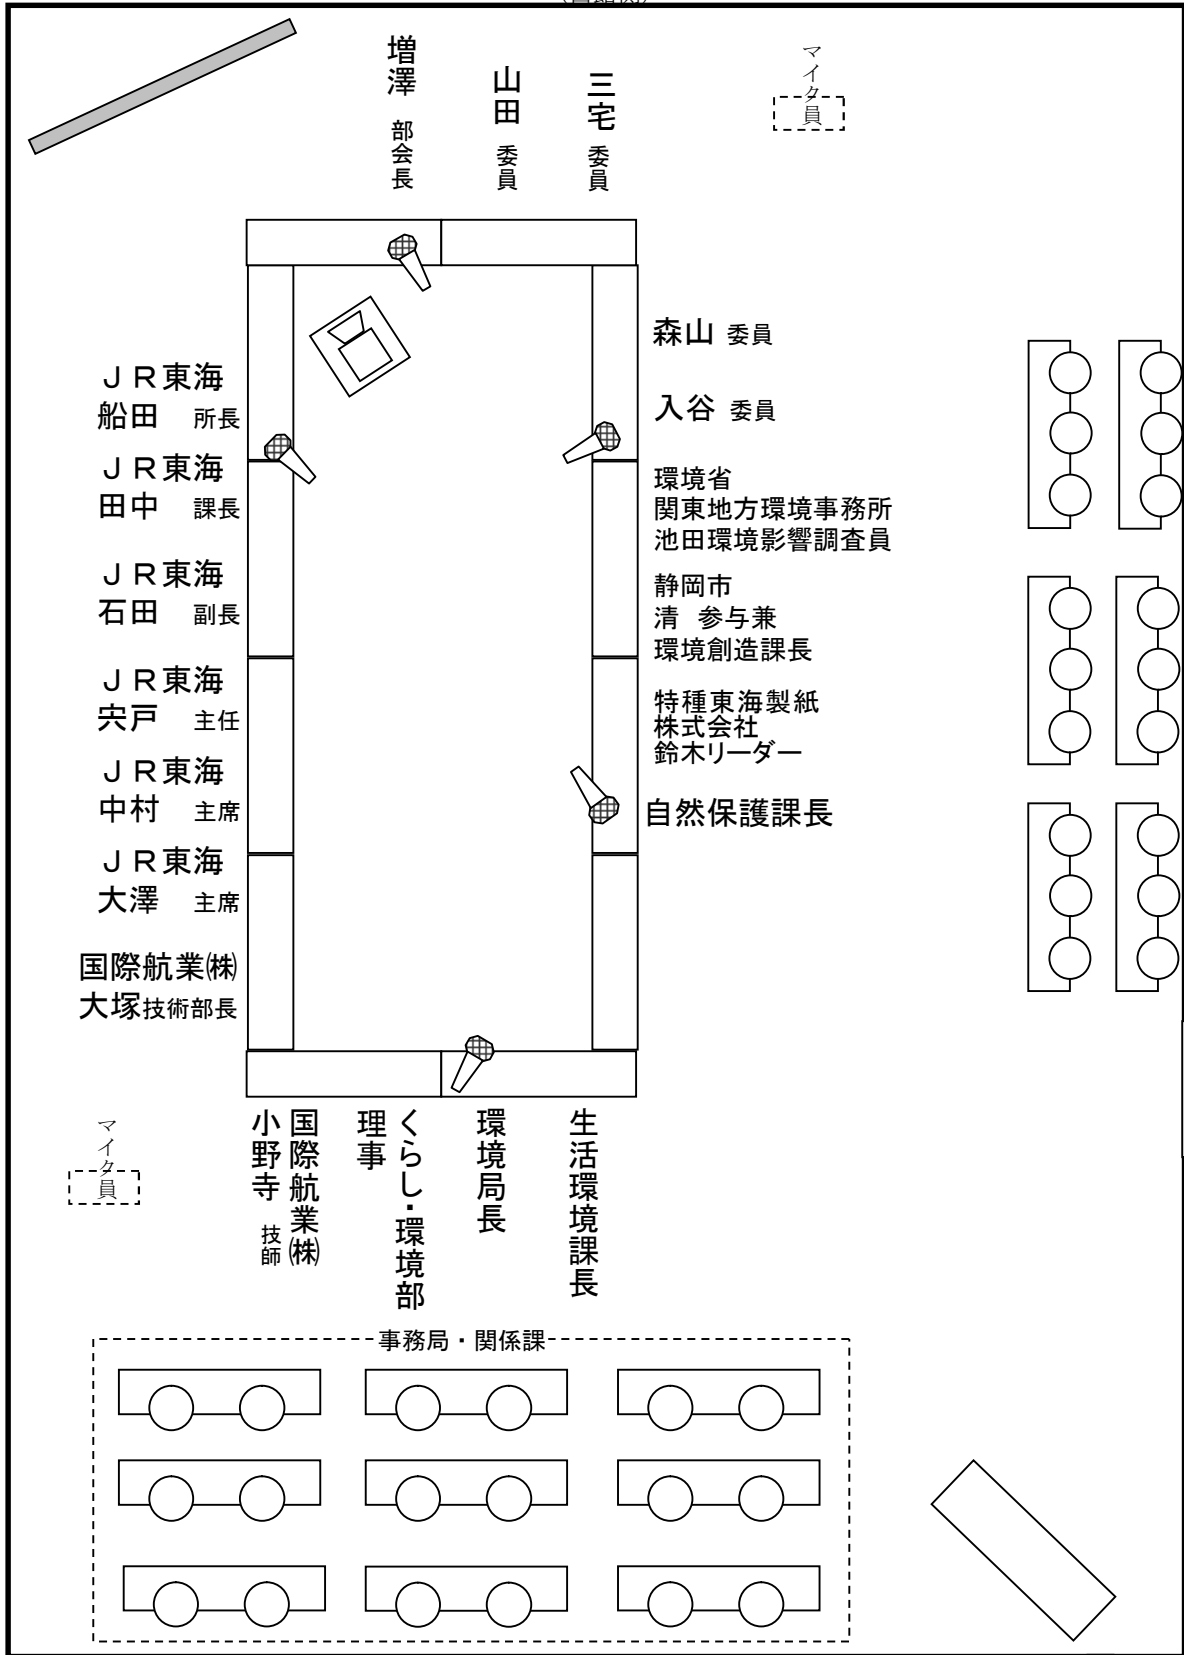 増澤 部会長
山田 委員
三宅 委員
マイク員
森山 委員
入谷 委員
環境省
関東地方環境事務所
池田環境影響調査員
静岡市
清 参与兼
環境創造課長
特種東海製紙
株式会社
鈴木リーダー
自然保護課長
ＪＲ東海
船田 所長
ＪＲ東海
田中 課長
ＪＲ東海
石田 副長
ＪＲ東海
宍戸 主任
ＪＲ東海
中村 主席
ＪＲ東海
大澤 主席
国際航業㈱
大塚技術部長
マイク員
国際航業㈱
小野寺 技師
くらし・環境部
理事
環境局長
生活環境課長
事務局・関係課